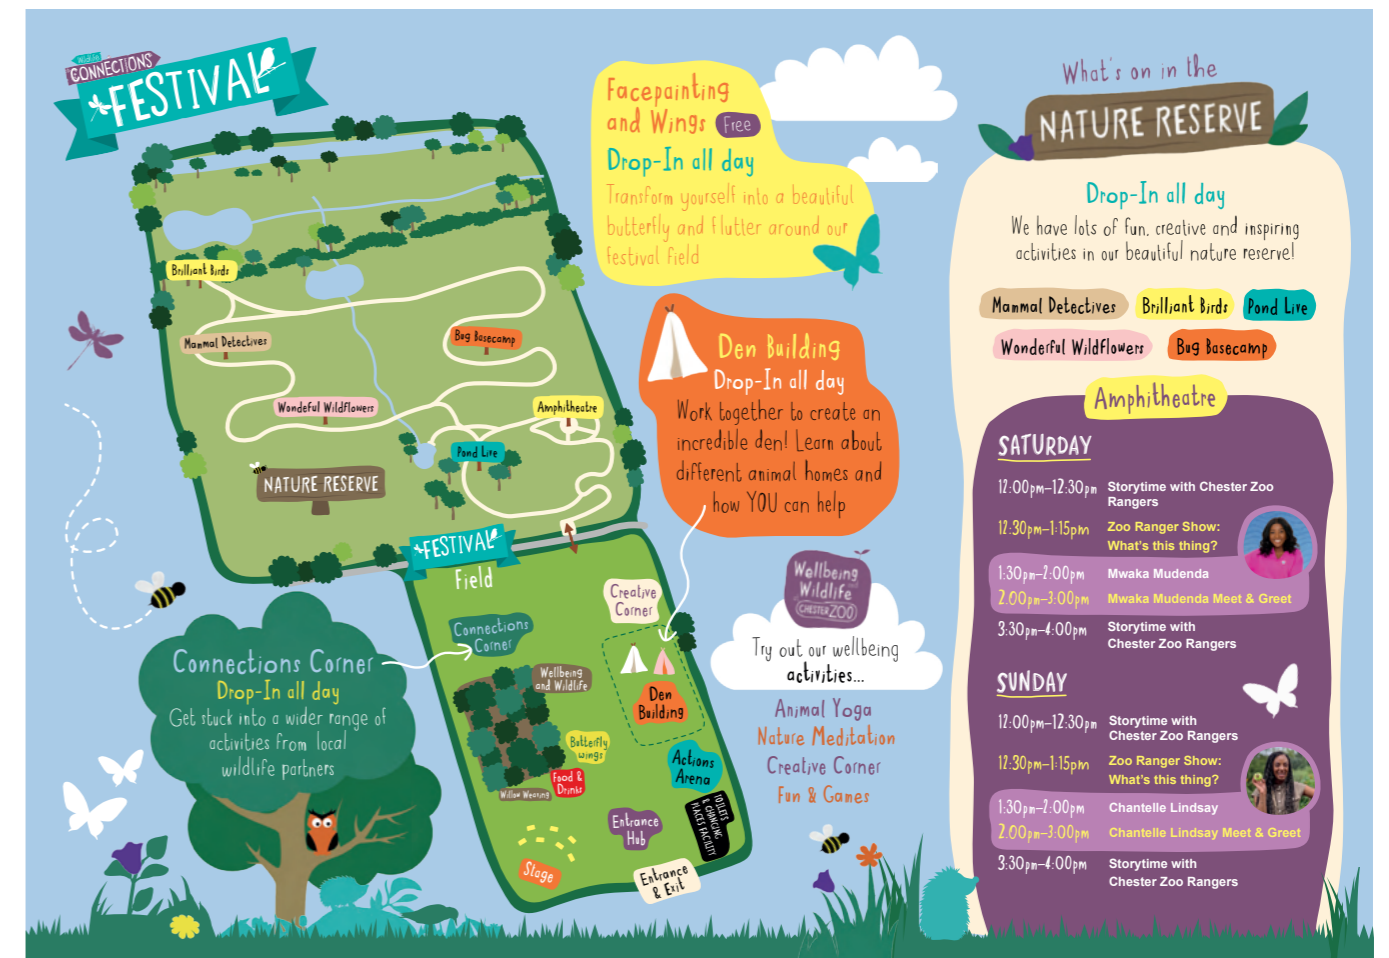 Wildlife
CONNECTIONS
FESTIVAL
Brilliant Birds
Mammal Detectives
Bug Basecamp
Wondeful Wildflowers
Amphitheatre
Pond Live
NATURE RESERVE
FESTIVAL
Field
Connections
Corner
Creative
Corner
Wellbeing
and Wildlife
Den
Building
Butterfly
wings
Food &
Drinks
Willow Weaving
Actions
Arena
TOILETS
& CHANGING
PLACES FACILITY
Entrance
Hub
Stage
Entrance
& Exit
Connections Corner
Drop-In all day
Get stuck into a wider range of
activities from local
wildlife partners
Facepainting
and Wings Free
Drop-In all day
Transform yourself into a beautiful
butterfly and flutter around our
festival field
Den Building
Drop-In all day
Work together to create an
incredible den! Learn about
different animal homes and
how YOU can help
Wellbeing
Wildlife
CHESTER ZOO
Try out our wellbeing
activities...
Animal Yoga
Nature Meditation
Creative Corner
Fun & Games
What's on in the
NATURE RESERVE
Drop-In all day
We have lots of fun, creative and inspiring
activities in our beautiful nature reserve!
Mammal Detectives Brilliant Birds Pond Live
Wonderful Wildflowers Bug Basecamp
Amphitheatre
SATURDAY
12:00pm–12:30pm Storytime with Chester Zoo
Rangers
12:30pm–1:15pm Zoo Ranger Show:
What's this thing?
1:30pm–2:00pm Mwaka Mudenda
2.00pm–3:00pm Mwaka Mudenda Meet & Greet
3:30pm–4:00pm Storytime with
Chester Zoo Rangers
SUNDAY
12:00pm–12:30pm Storytime with
Chester Zoo Rangers
12:30pm–1:15pm Zoo Ranger Show:
What's this thing?
1:30pm–2:00pm Chantelle Lindsay
2.00pm–3:00pm Chantelle Lindsay Meet & Greet
3:30pm–4:00pm Storytime with
Chester Zoo Rangers